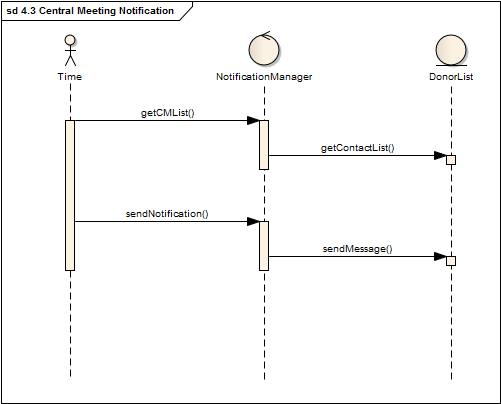 sd 4.3 Central Meeting Notification
Time
NotificationManager
DonorList
getCMList()
getContactList()
sendNotification()
sendMessage()